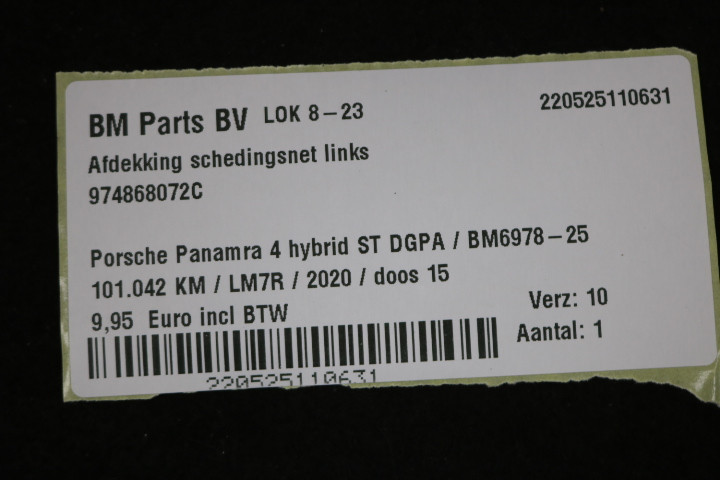 BM Parts BV LOK 8-23 220525110631
Afdekking schedingsnet links
974868072C
Porsche Panamra 4 hybrid ST DGPA / BM6978-25
101.042 KM / LM7R / 2020 / doos 15
9,95 Euro incl BTW Verz: 10
Aantal: 1
220525110631